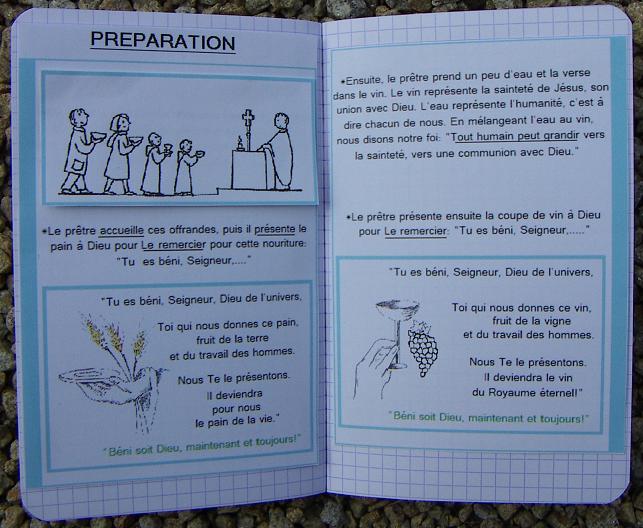 PREPARATION
*Le prêtre accueille ces offrandes, puis il présente le
pain à Dieu pour Le remercier pour cette nouriture:
"Tu es béni, Seigneur,...."
"Tu es béni, Seigneur, Dieu de l'univers,
Toi qui nous donnes ce pain,
fruit de la terre
et du travail des hommes.
Nous Te le présentons.
Il deviendra
pour nous
le pain de la vie."
"Béni soit Dieu, maintenant et toujours!"
*Ensuite, le prêtre prend un peu d'eau et la verse
dans le vin. Le vin représente la sainteté de Jésus, son
union avec Dieu. L'eau représente l'humanité, c'est à
dire chacun de nous. En mélangeant l'eau au vin,
nous disons notre foi: "Tout humain peut grandir vers
la sainteté, vers une communion avec Dieu."
*Le prêtre présente ensuite la coupe de vin à Dieu
pour Le remercier: "Tu es béni, Seigneur,....."
"Tu es béni, Seigneur, Dieu de l'univers,
Toi qui nous donnes ce vin,
fruit de la vigne
et du travail des hommes.
Nous Te le présentons.
Il deviendra le vin
du Royaume éternel!"
"Béni soit Dieu, maintenant et toujours!"